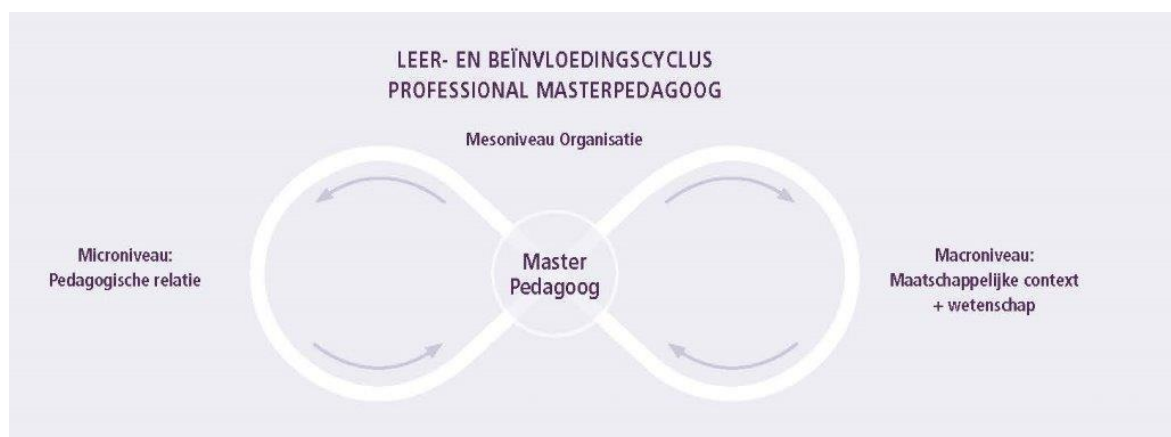 LEER- EN BEÏNVLOEDINGSCYCLUS
PROFESSIONAL MASTERPEDAGOOG
Mesoniveau Organisatie
Microniveau:
Pedagogische relatie
Master
Pedagoog
Macroniveau:
Maatschappelijke context
+ wetenschap